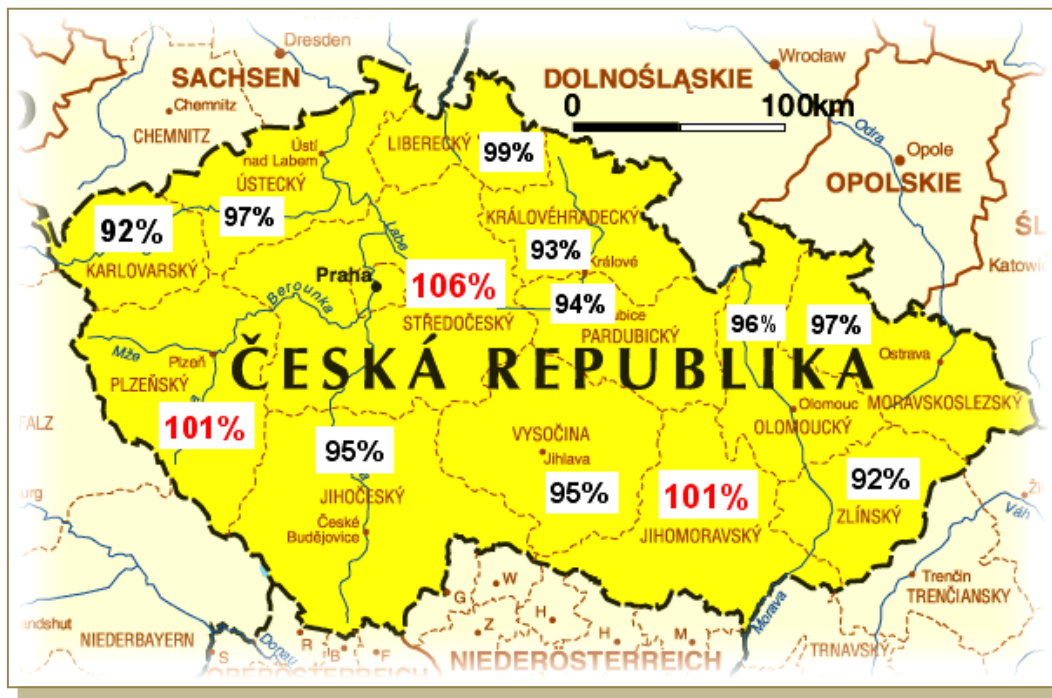 Dresden
Wrocław
SACHSEN
DOLNOŚLĄSKIE
Chemnitz
0 100km
CHEMNITZ
Odra
LIBERECKÝ
Ústí
nad Labem
99%
Opole
ÚSTECKÝ
OPOLSKIE
92%
97%
KRÁLOVÉHRADECKÝ
Labe
93%
KARLOVARSKÝ
Králové
Katowic
Praha
106%
Berounka
94%
STŘEDOČESKÝ
PARDUBICKÝ
96%
97%
Mže
Plzeň
ČESKÁ REPUBLIKA
Ostrava
PLZEŇSKÝ
MORAVSKOSLEZSKÝ
Olomouc
OLOMOUCKÝ
101%
95%
VYSOČINA
Jihlava
92%
95%
101%
JIHOČESKÝ
ZLÍNSKÝ
Váh
České
Budějovice
JIHOMORAVSKÝ
Trenčín
TRENČIANSKY
W
G
H
Z
H
M
Morava
NIEDERBAYERN
Donau
R
B
F
S
TRNAVSKÝ
NIEDERÖSTERREICH
OBERÖSTERREICH